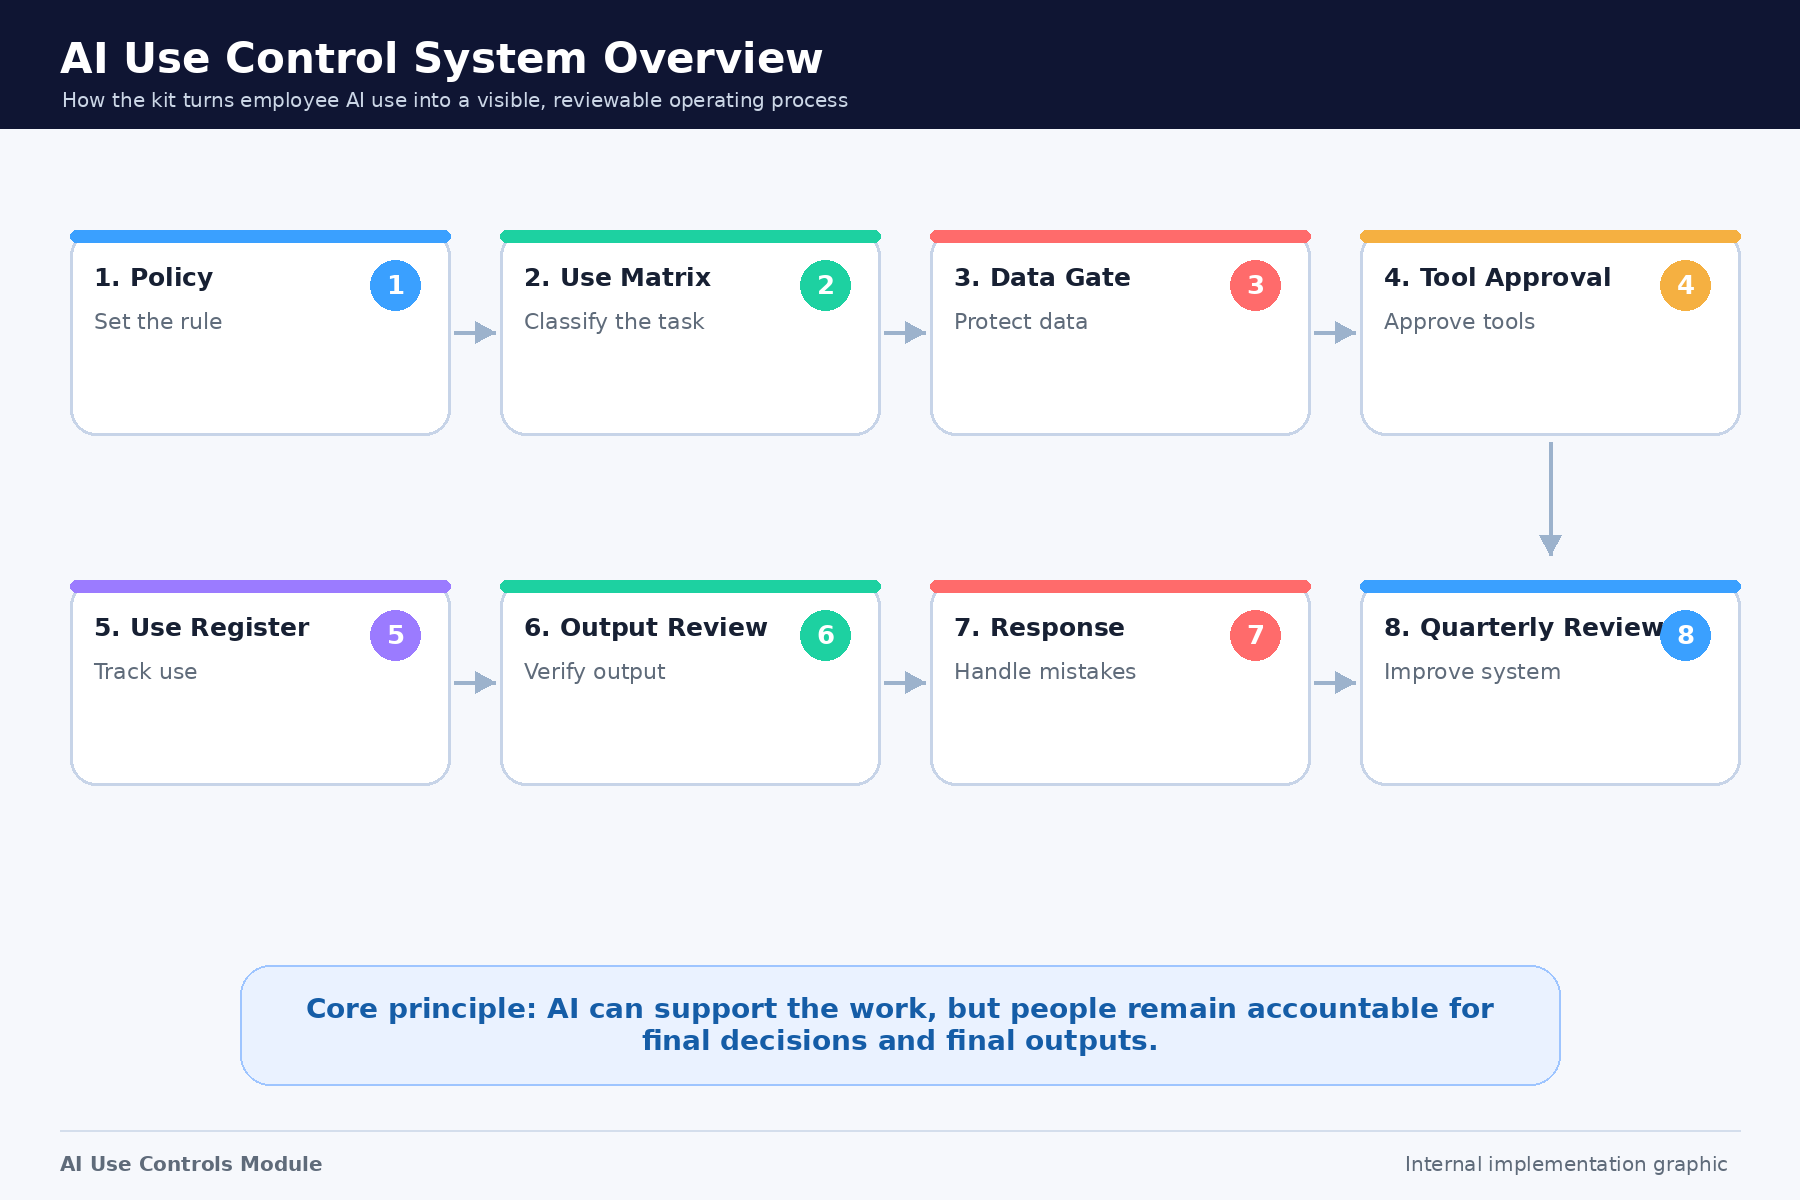 AI Use Control System Overview
How the kit turns employee AI use into a visible, reviewable operating process
1. Policy
1
Set the rule
2. Use Matrix
2
Classify the task
3. Data Gate
3
Protect data
4. Tool Approval
4
Approve tools
5. Use Register
5
Track use
6. Output Review
6
Verify output
7. Response
7
Handle mistakes
8. Quarterly Review
8
Improve system
Core principle: AI can support the work, but people remain accountable for
final decisions and final outputs.
AI Use Controls Module
Internal implementation graphic